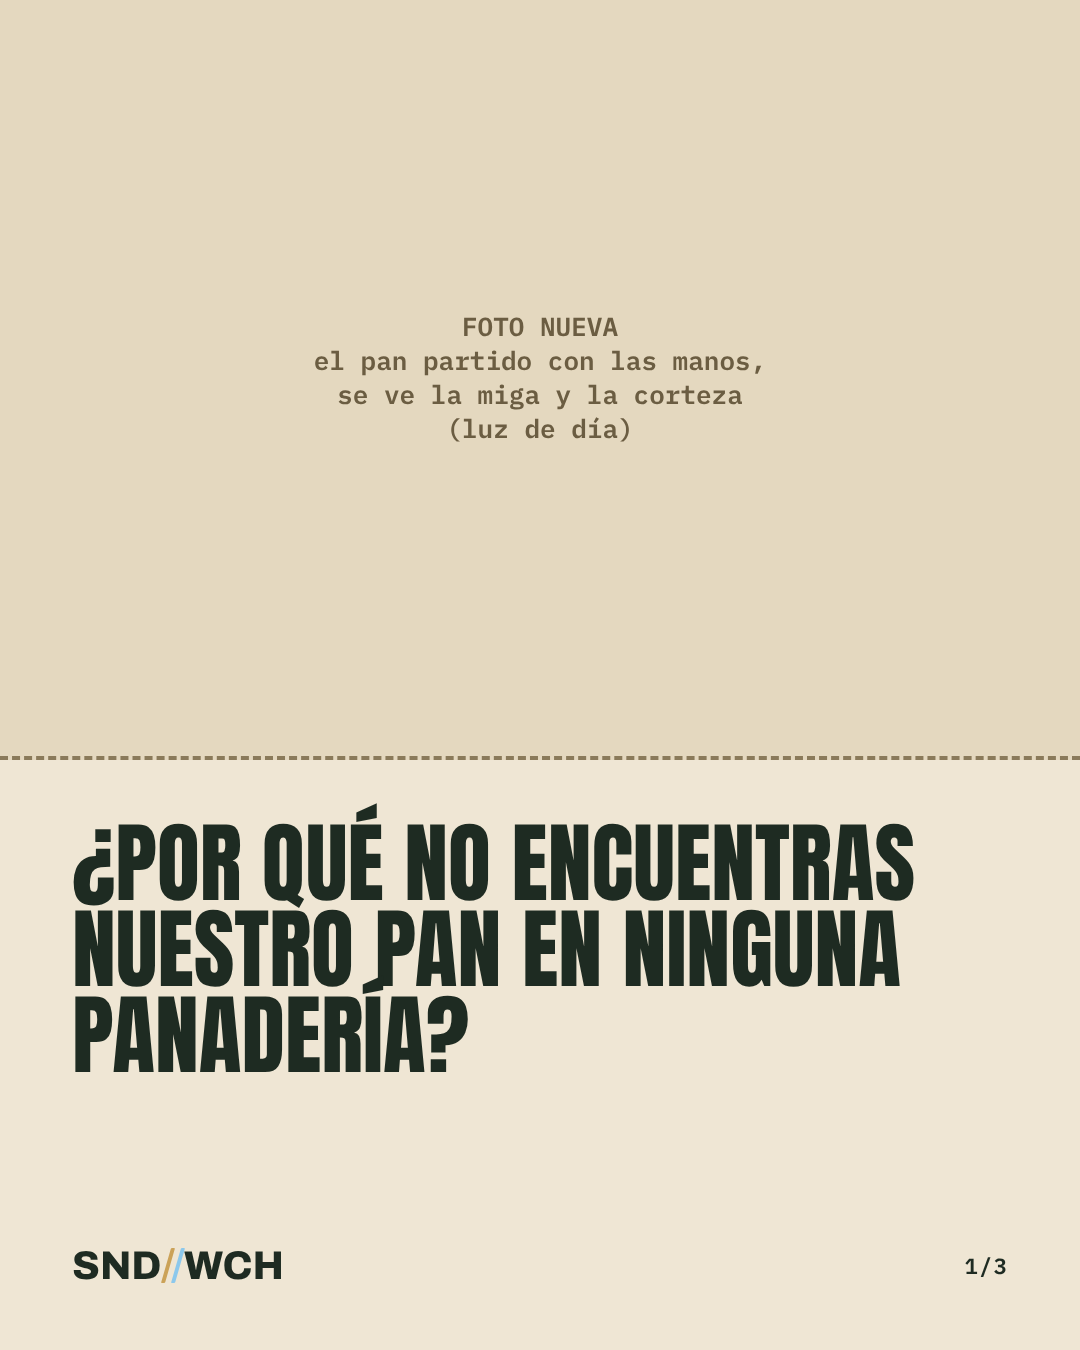 FOTO NUEVA
el pan partido con las manos,
se ve la miga y la corteza
(luz de día)
¿POR QUÉ NO ENCUENTRAS
NUESTRO PAN EN NINGUNA
PANADERÍA?
SND//WCH
1/3